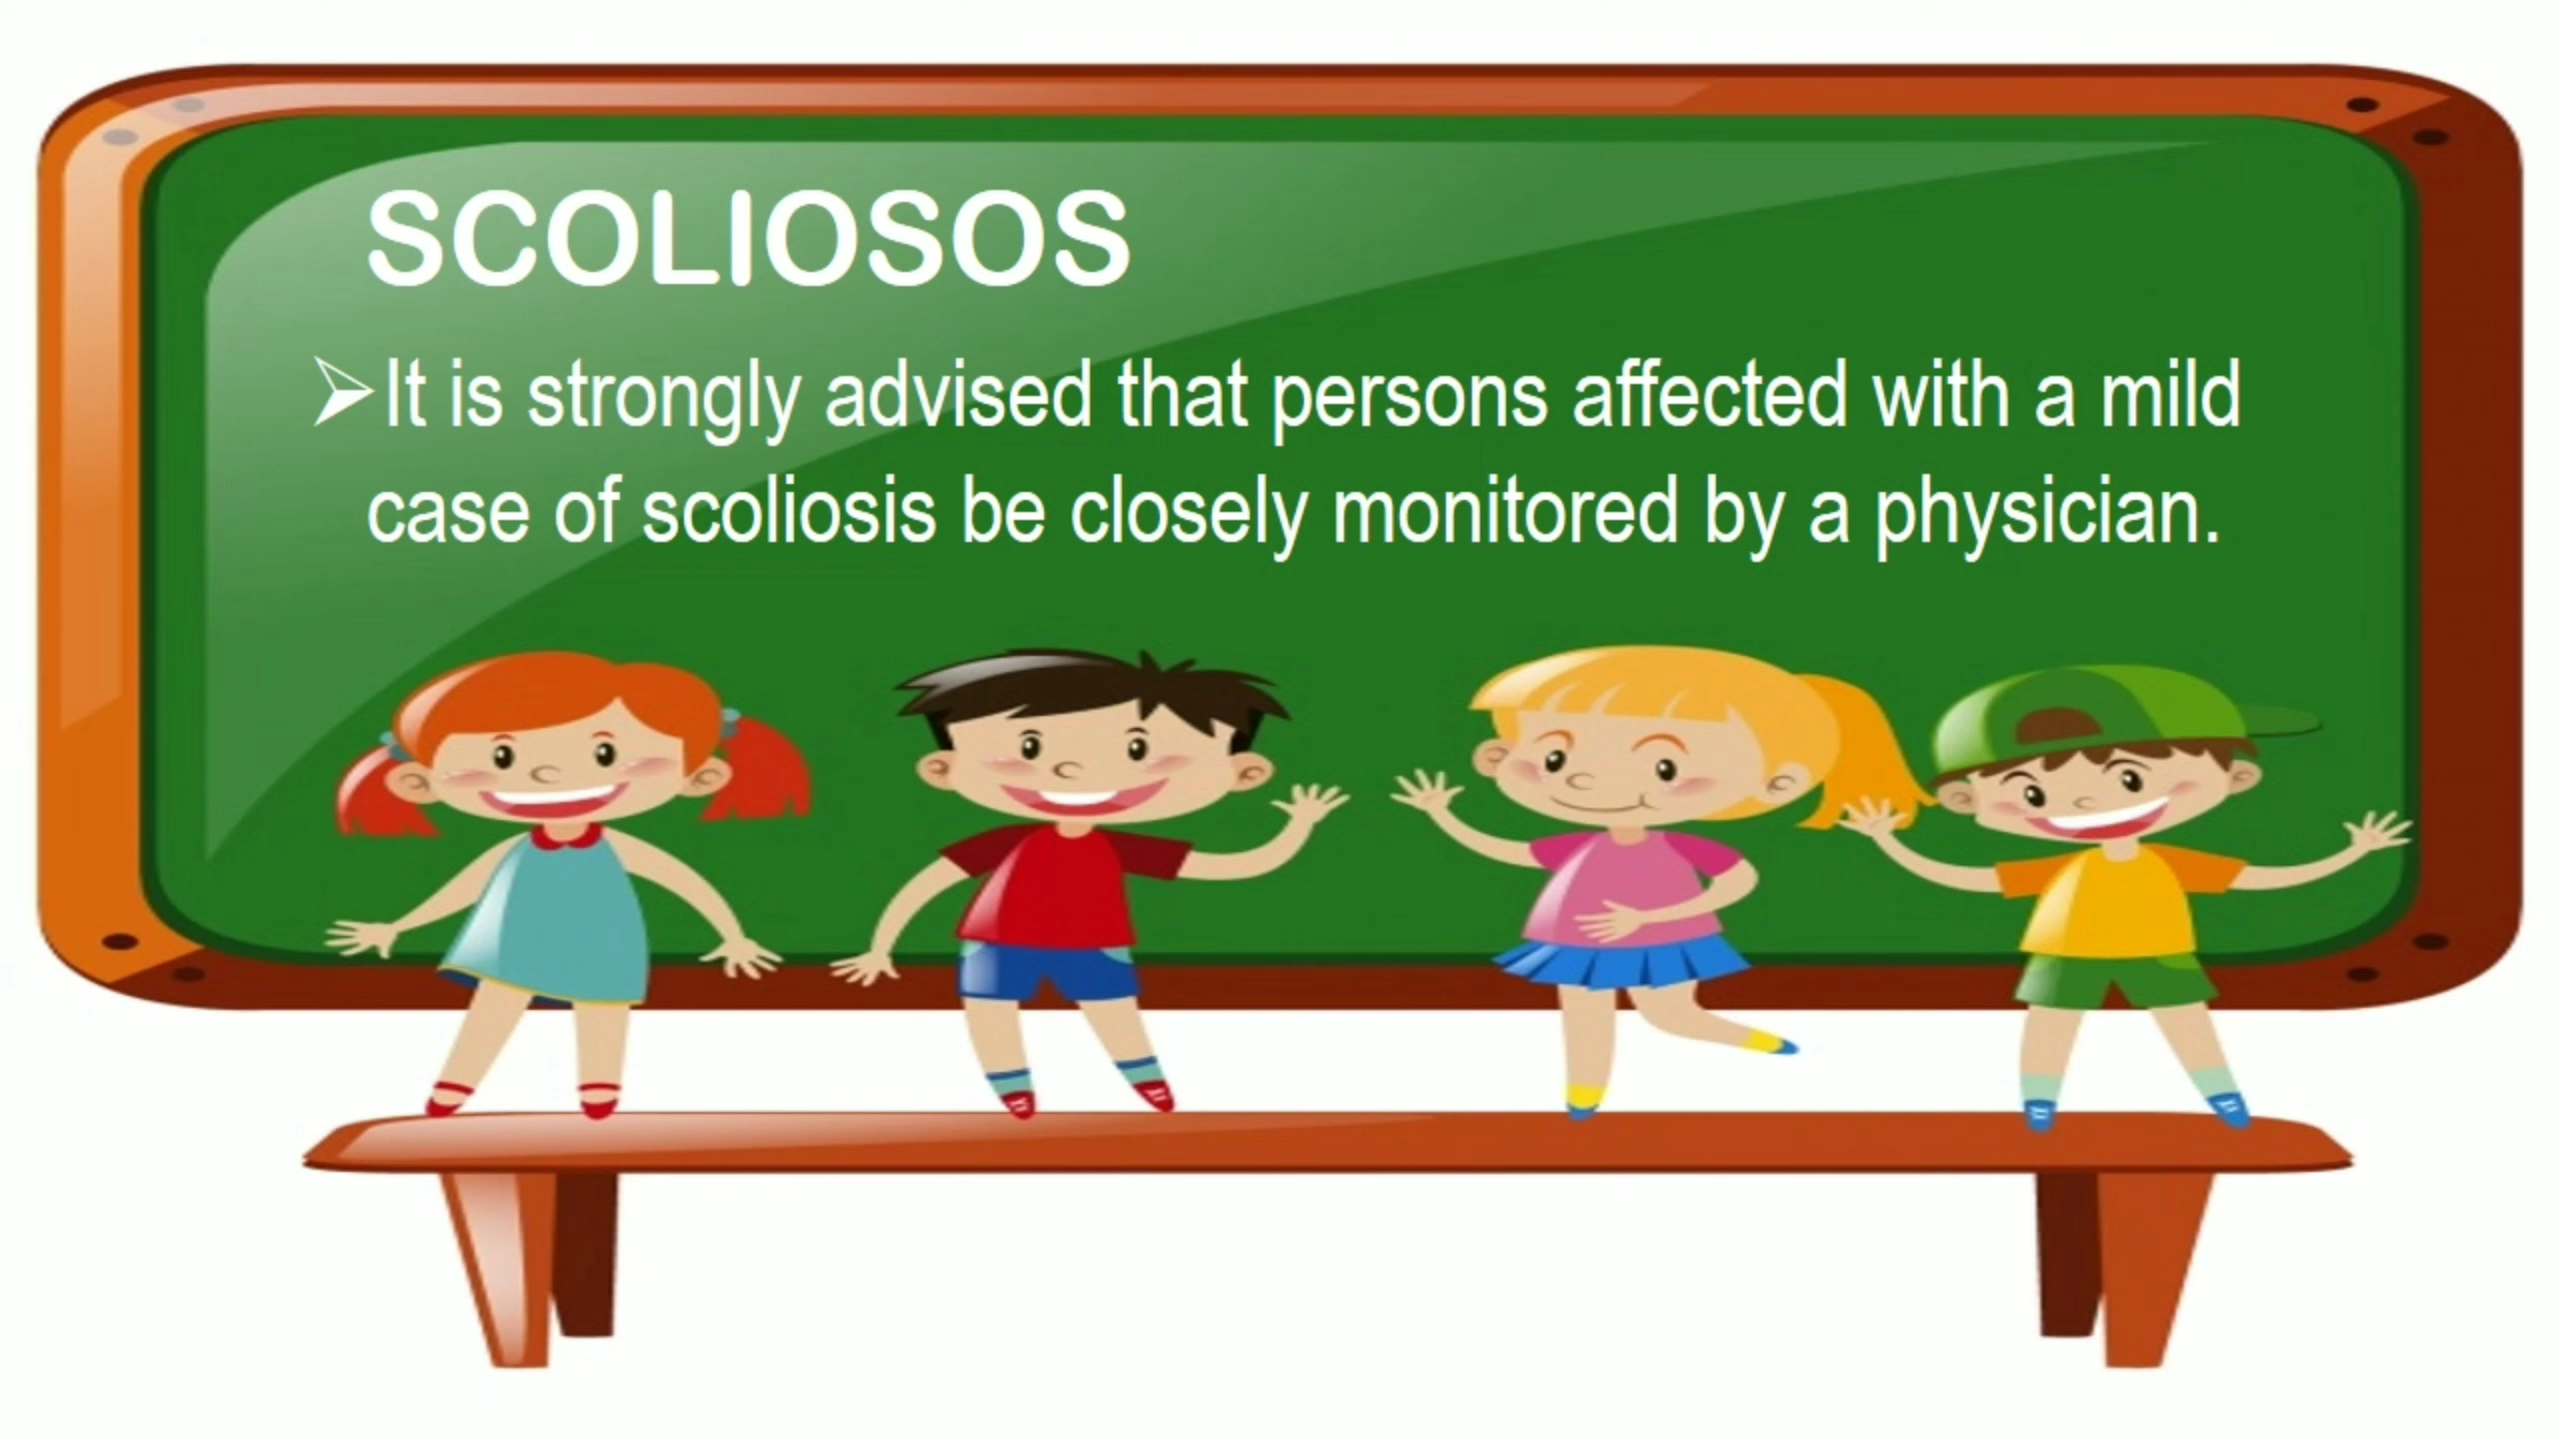 SCOLIOSOS
➢It is strongly advised that persons affected with a mild
case of scoliosis be closely monitored by a physician.